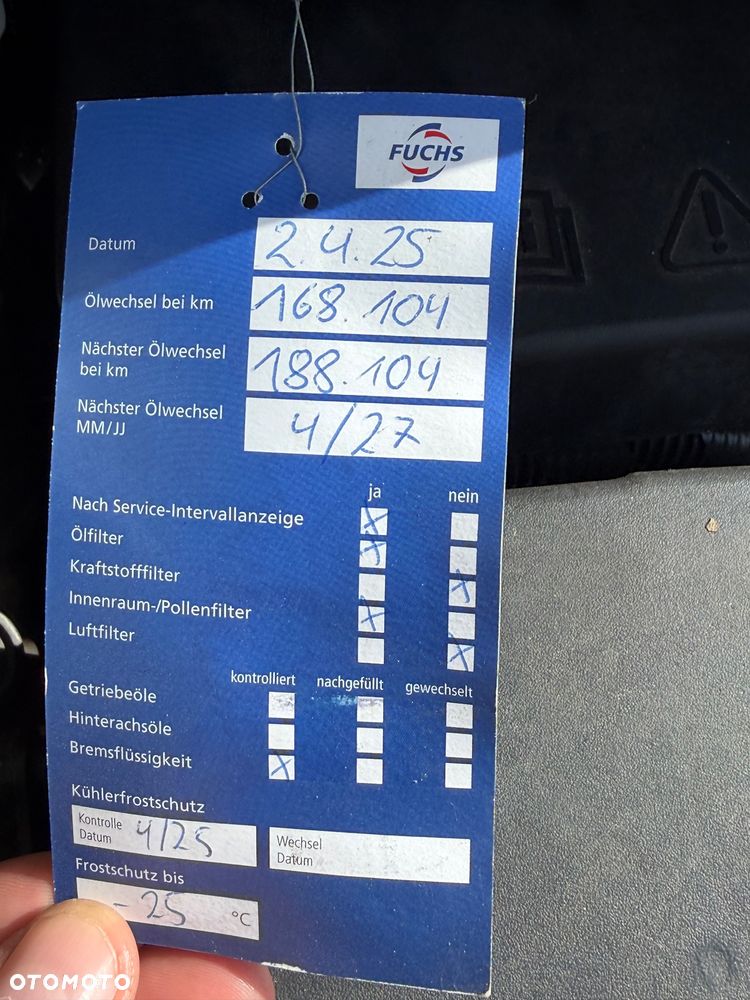 FUCHS
Datum 2.4.25
Ölwechsel bei km 168.104
Nächster Ölwechsel
bei km 188.104
Nächster Ölwechsel
MM/JJ 4/27
ja nein
Nach Service-Intervallanzeige X
Ölfilter X
Kraftstofffilter X
Innenraum-/Pollenfilter X
Luftfilter X
kontrolliert nachgefüllt gewechselt
Getriebeöle
Hinterachsöle
Bremsflüssigkeit X
Kühlerfrostschutz
Kontrolle
Datum 4/25
Wechsel
Datum
Frostschutz bis
- 25 °C
OTOMOTO